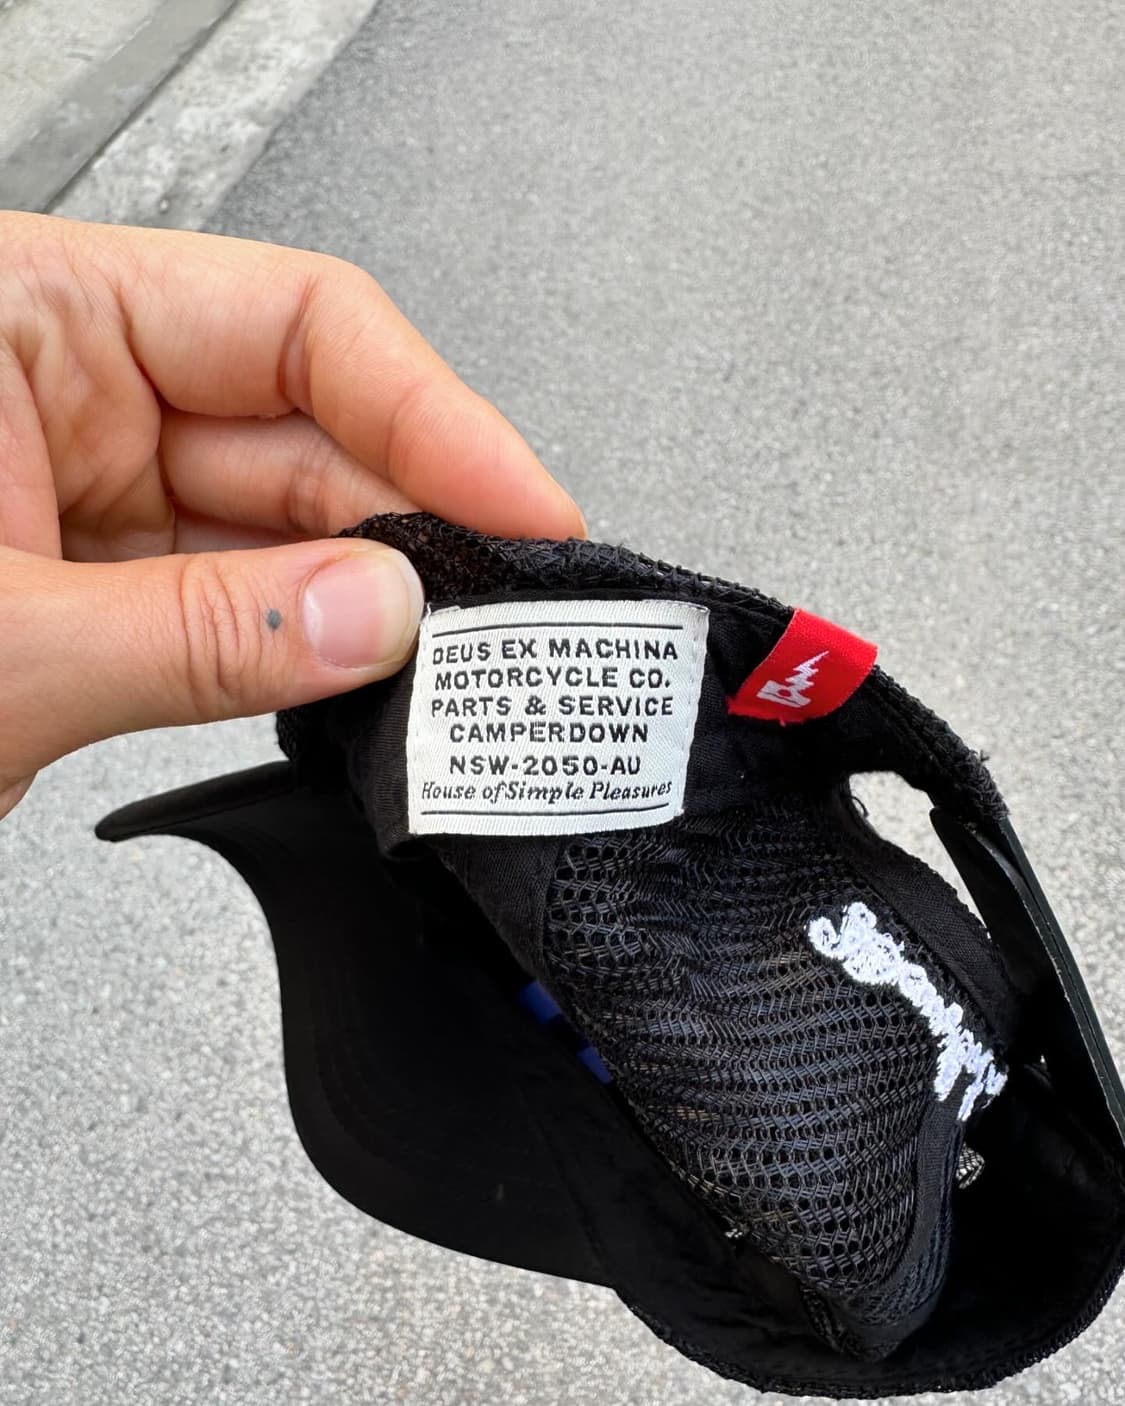 DEUS EX MACHINA
MOTORCYCLE CO.
PARTS & SERVICE
CAMPERDOWN
NSW-2050-AU
House of Simple Pleasures